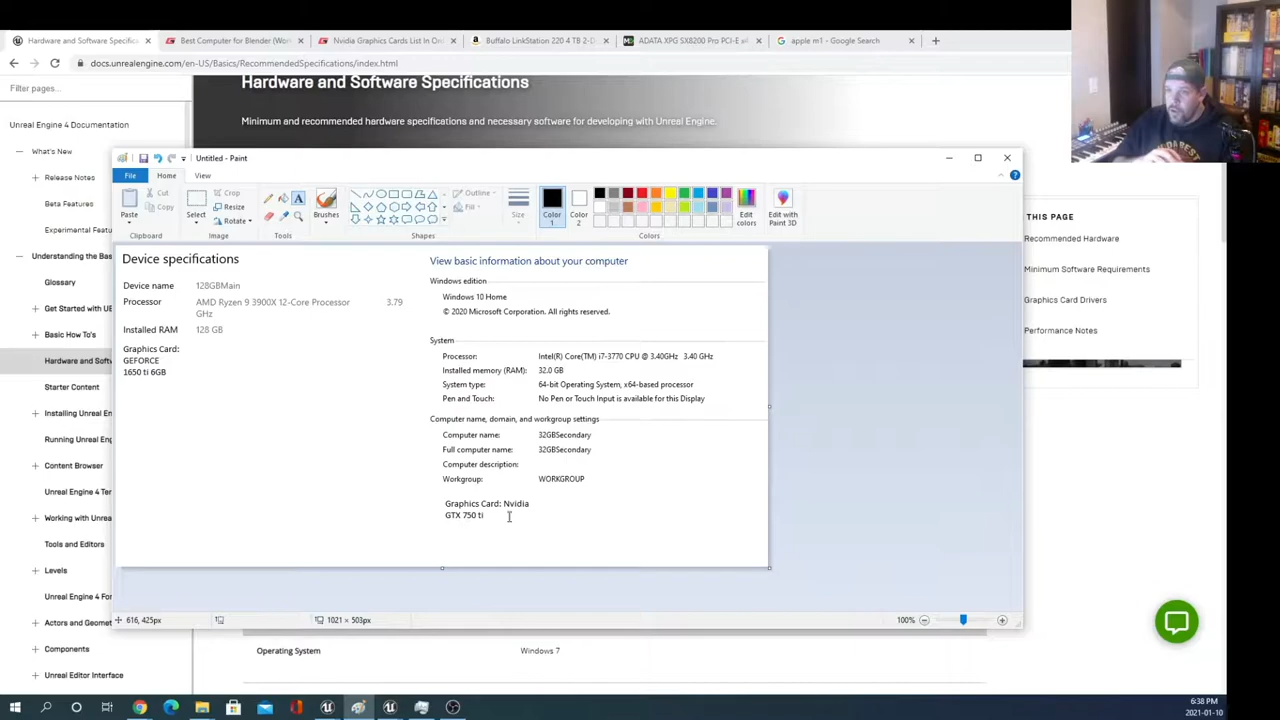 Hardware and Software Specific
Best Computer for Blender (Wor
Nvidia Graphics Cards List In On
Buffalo LinkStation 220 4 TB 2-D
ADATA XPG SX8200 Pro PCI-E x4
apple m1 - Google Search
docs.unrealengine.com/en-US/Basics/RecommendedSpecifications/index.html
Filter pages...
Hardware and Software Specifications
Minimum and recommended hardware specifications and necessary software for developing with Unreal Engine.
Unreal Engine 4 Documentation
What's New
Release Notes
Beta Features
Experimental Featu
Understanding the Bas
Glossary
Get Started with UE
Basic How To's
Hardware and Softw
Starter Content
Installing Unreal En
Running Unreal Eng
Content Browser
Unreal Engine 4 Ter
Working with Unrea
Tools and Editors
Levels
Unreal Engine 4 For
Actors and Geomet
Components
Unreal Editor Interface
Untitled - Paint
File
Home
View
Paste
Cut
Copy
Clipboard
Select
Crop
Resize
Rotate
Image
Tools
Brushes
Outline
Fill
Shapes
Size
Color 1
Color 2
Edit colors
Colors
Edit with Paint 3D
Device specifications
Device name 128GBMain
Processor AMD Ryzen 9 3900X 12-Core Processor 3.79
GHz
Installed RAM 128 GB
Graphics Card:
GEFORCE
1650 ti 6GB
View basic information about your computer
Windows edition
Windows 10 Home
© 2020 Microsoft Corporation. All rights reserved.
System
Processor: Intel(R) Core(TM) i7-3770 CPU @ 3.40GHz 3.40 GHz
Installed memory (RAM): 32.0 GB
System type: 64-bit Operating System, x64-based processor
Pen and Touch: No Pen or Touch Input is available for this Display
Computer name, domain, and workgroup settings
Computer name: 32GBSecondary
Full computer name: 32GBSecondary
Computer description:
Workgroup: WORKGROUP
Graphics Card: Nvidia
GTX 750 ti
616, 425px
1021 × 503px
100%
THIS PAGE
Recommended Hardware
Minimum Software Requirements
Graphics Card Drivers
Performance Notes
Operating System Windows 7
6:38 PM
2021-01-10